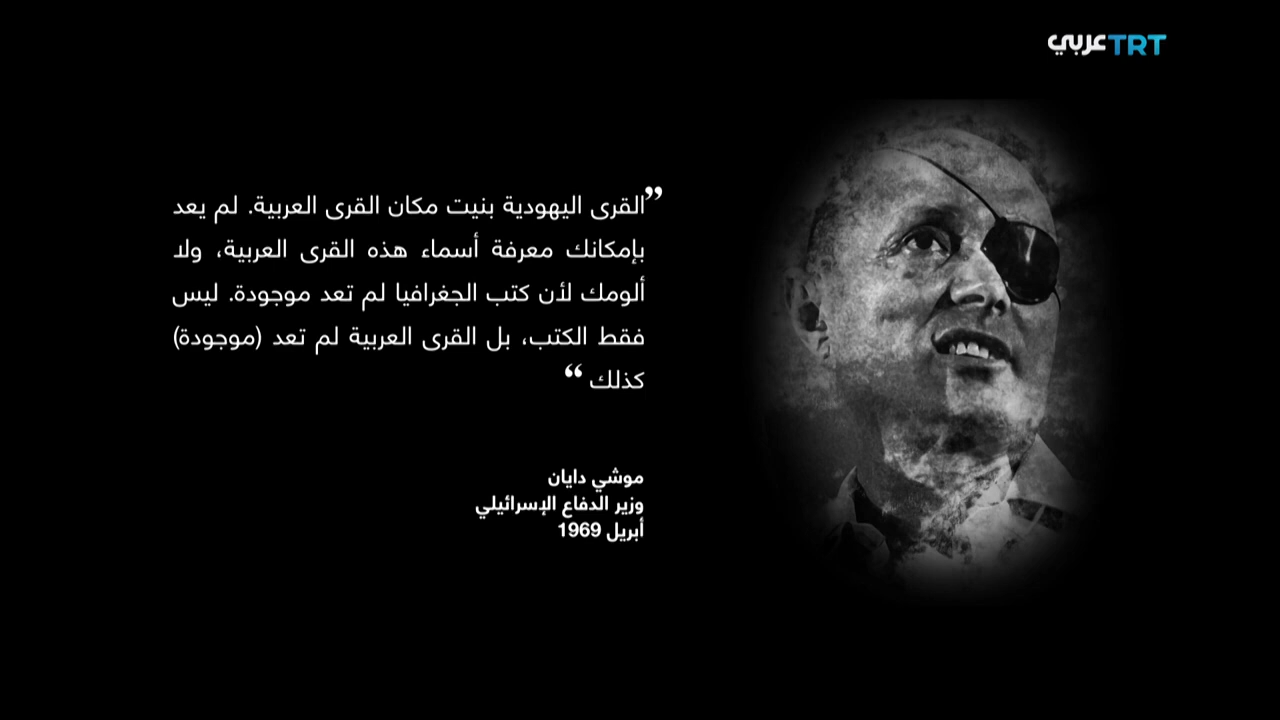 TRT عربي
”القرى اليهودية بنيت مكان القرى العربية. لم يعد
بإمكانك معرفة أسماء هذه القرى العربية، ولا
ألومك لأن كتب الجغرافيا لم تعد موجودة. ليس
فقط الكتب، بل القرى العربية لم تعد (موجودة)
كذلك “
موشي دايان
وزير الدفاع الإسرائيلي
أبريل 1969